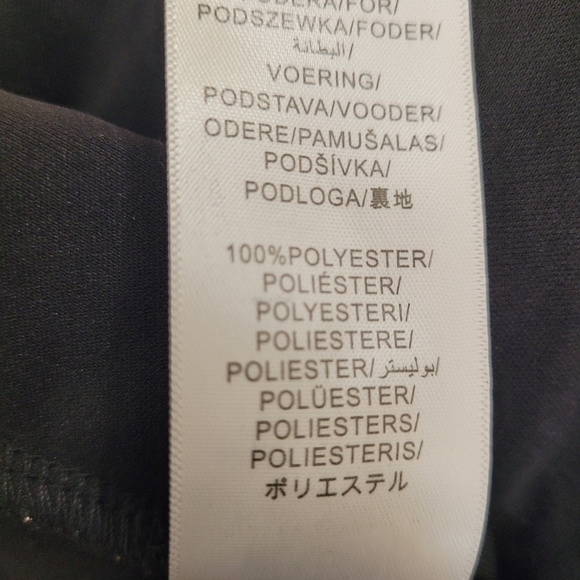 PODSZEWKA/FODER/
البطانة/
VOERING/
PODSTAVA/VOODER/
ODERE/PAMUŠALAS/
PODŠÍVKA/
PODLOGA/裏地
100%POLYESTER/
POLIÉSTER/
POLYESTERI/
POLIESTERE/
POLIESTER/بوليستر/
POLÜESTER/
POLIESTERS/
POLIESTERIS/
ポリエステル